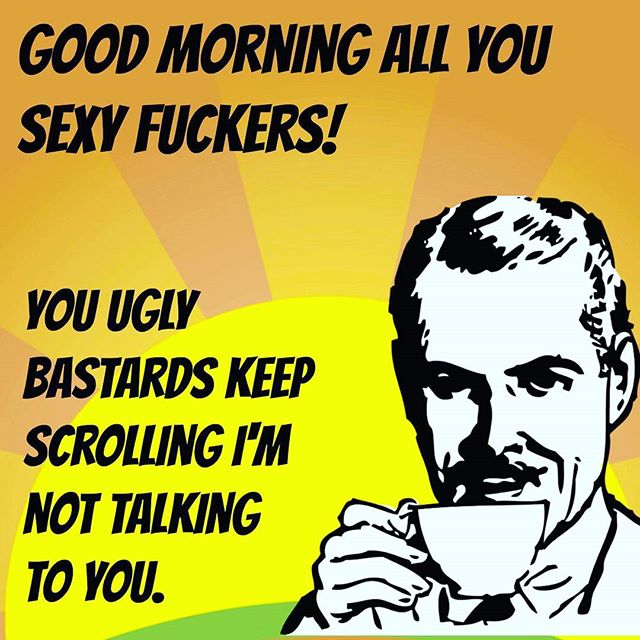 GOOD MORNING ALL YOU
SEXY FUCKERS!
YOU UGLY
BASTARDS KEEP
SCROLLING I'M
NOT TALKING
TO YOU.